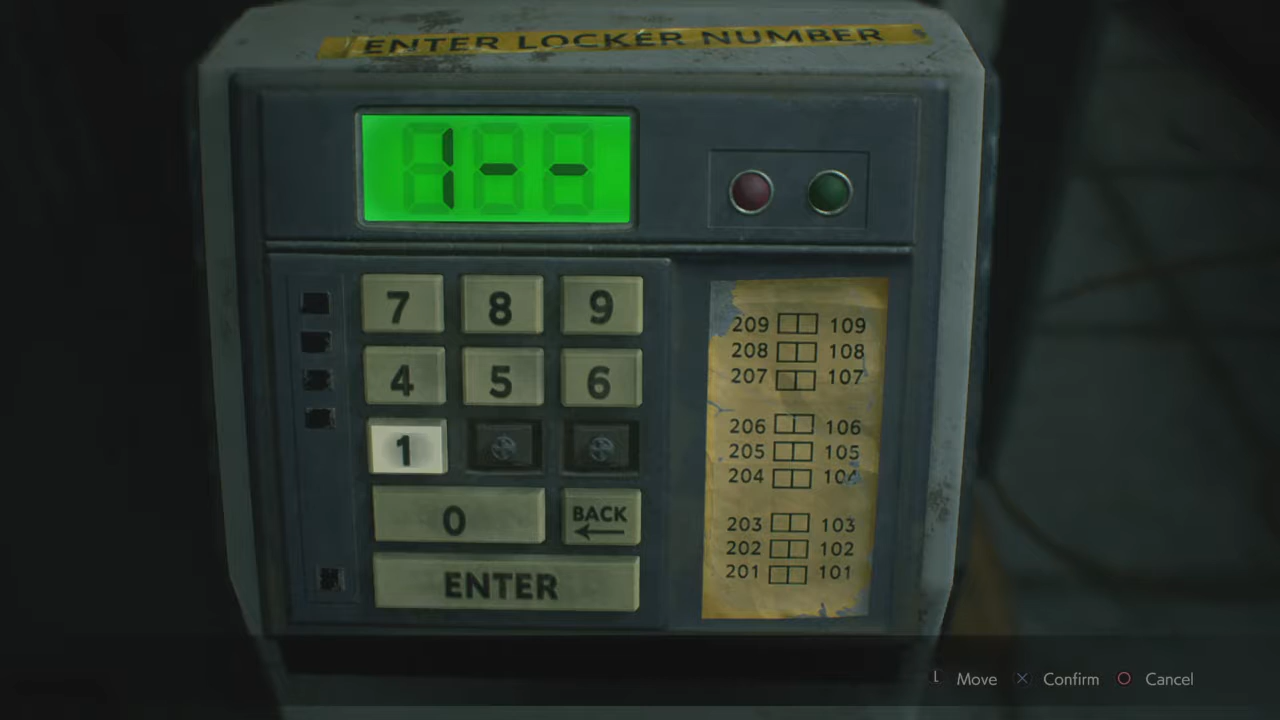 ENTER LOCKER NUMBER
1--
7 8 9
4 5 6
1
0 BACK
ENTER
209 109
208 108
207 107
206 106
205 105
204 104
203 103
202 102
201 101
L Move Confirm Cancel